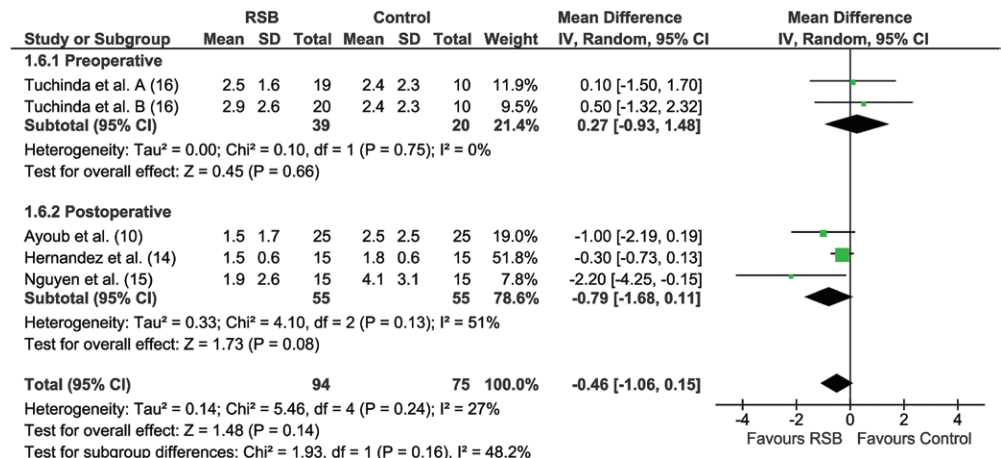 RSB Control Mean Difference Mean Difference
Study or Subgroup Mean SD Total Mean SD Total Weight IV, Random, 95% CI IV, Random, 95% CI
1.6.1 Preoperative
Tuchinda et al. A (16) 2.5 1.6 19 2.4 2.3 10 11.9% 0.10 [-1.50, 1.70]
Tuchinda et al. B (16) 2.9 2.6 20 2.4 2.3 10 9.5% 0.50 [-1.32, 2.32]
Subtotal (95% CI) 39 20 21.4% 0.27 [-0.93, 1.48]
Heterogeneity: Tau² = 0.00; Chi² = 0.10, df = 1 (P = 0.75); I² = 0%
Test for overall effect: Z = 0.45 (P = 0.66)
1.6.2 Postoperative
Ayoub et al. (10) 1.5 1.7 25 2.5 2.5 25 19.0% -1.00 [-2.19, 0.19]
Hernandez et al. (14) 1.5 0.6 15 1.8 0.6 15 51.8% -0.30 [-0.73, 0.13]
Nguyen et al. (15) 1.9 2.6 15 4.1 3.1 15 7.8% -2.20 [-4.25, -0.15]
Subtotal (95% CI) 55 55 78.6% -0.79 [-1.68, 0.11]
Heterogeneity: Tau² = 0.33; Chi² = 4.10, df = 2 (P = 0.13); I² = 51%
Test for overall effect: Z = 1.73 (P = 0.08)
Total (95% CI) 94 75 100.0% -0.46 [-1.06, 0.15]
Heterogeneity: Tau² = 0.14; Chi² = 5.46, df = 4 (P = 0.24); I² = 27%
Test for overall effect: Z = 1.48 (P = 0.14)
Test for subgroup differences: Chi² = 1.93, df = 1 (P = 0.16), I² = 48.2%
-4 -2 0 2 4
Favours RSB Favours Control